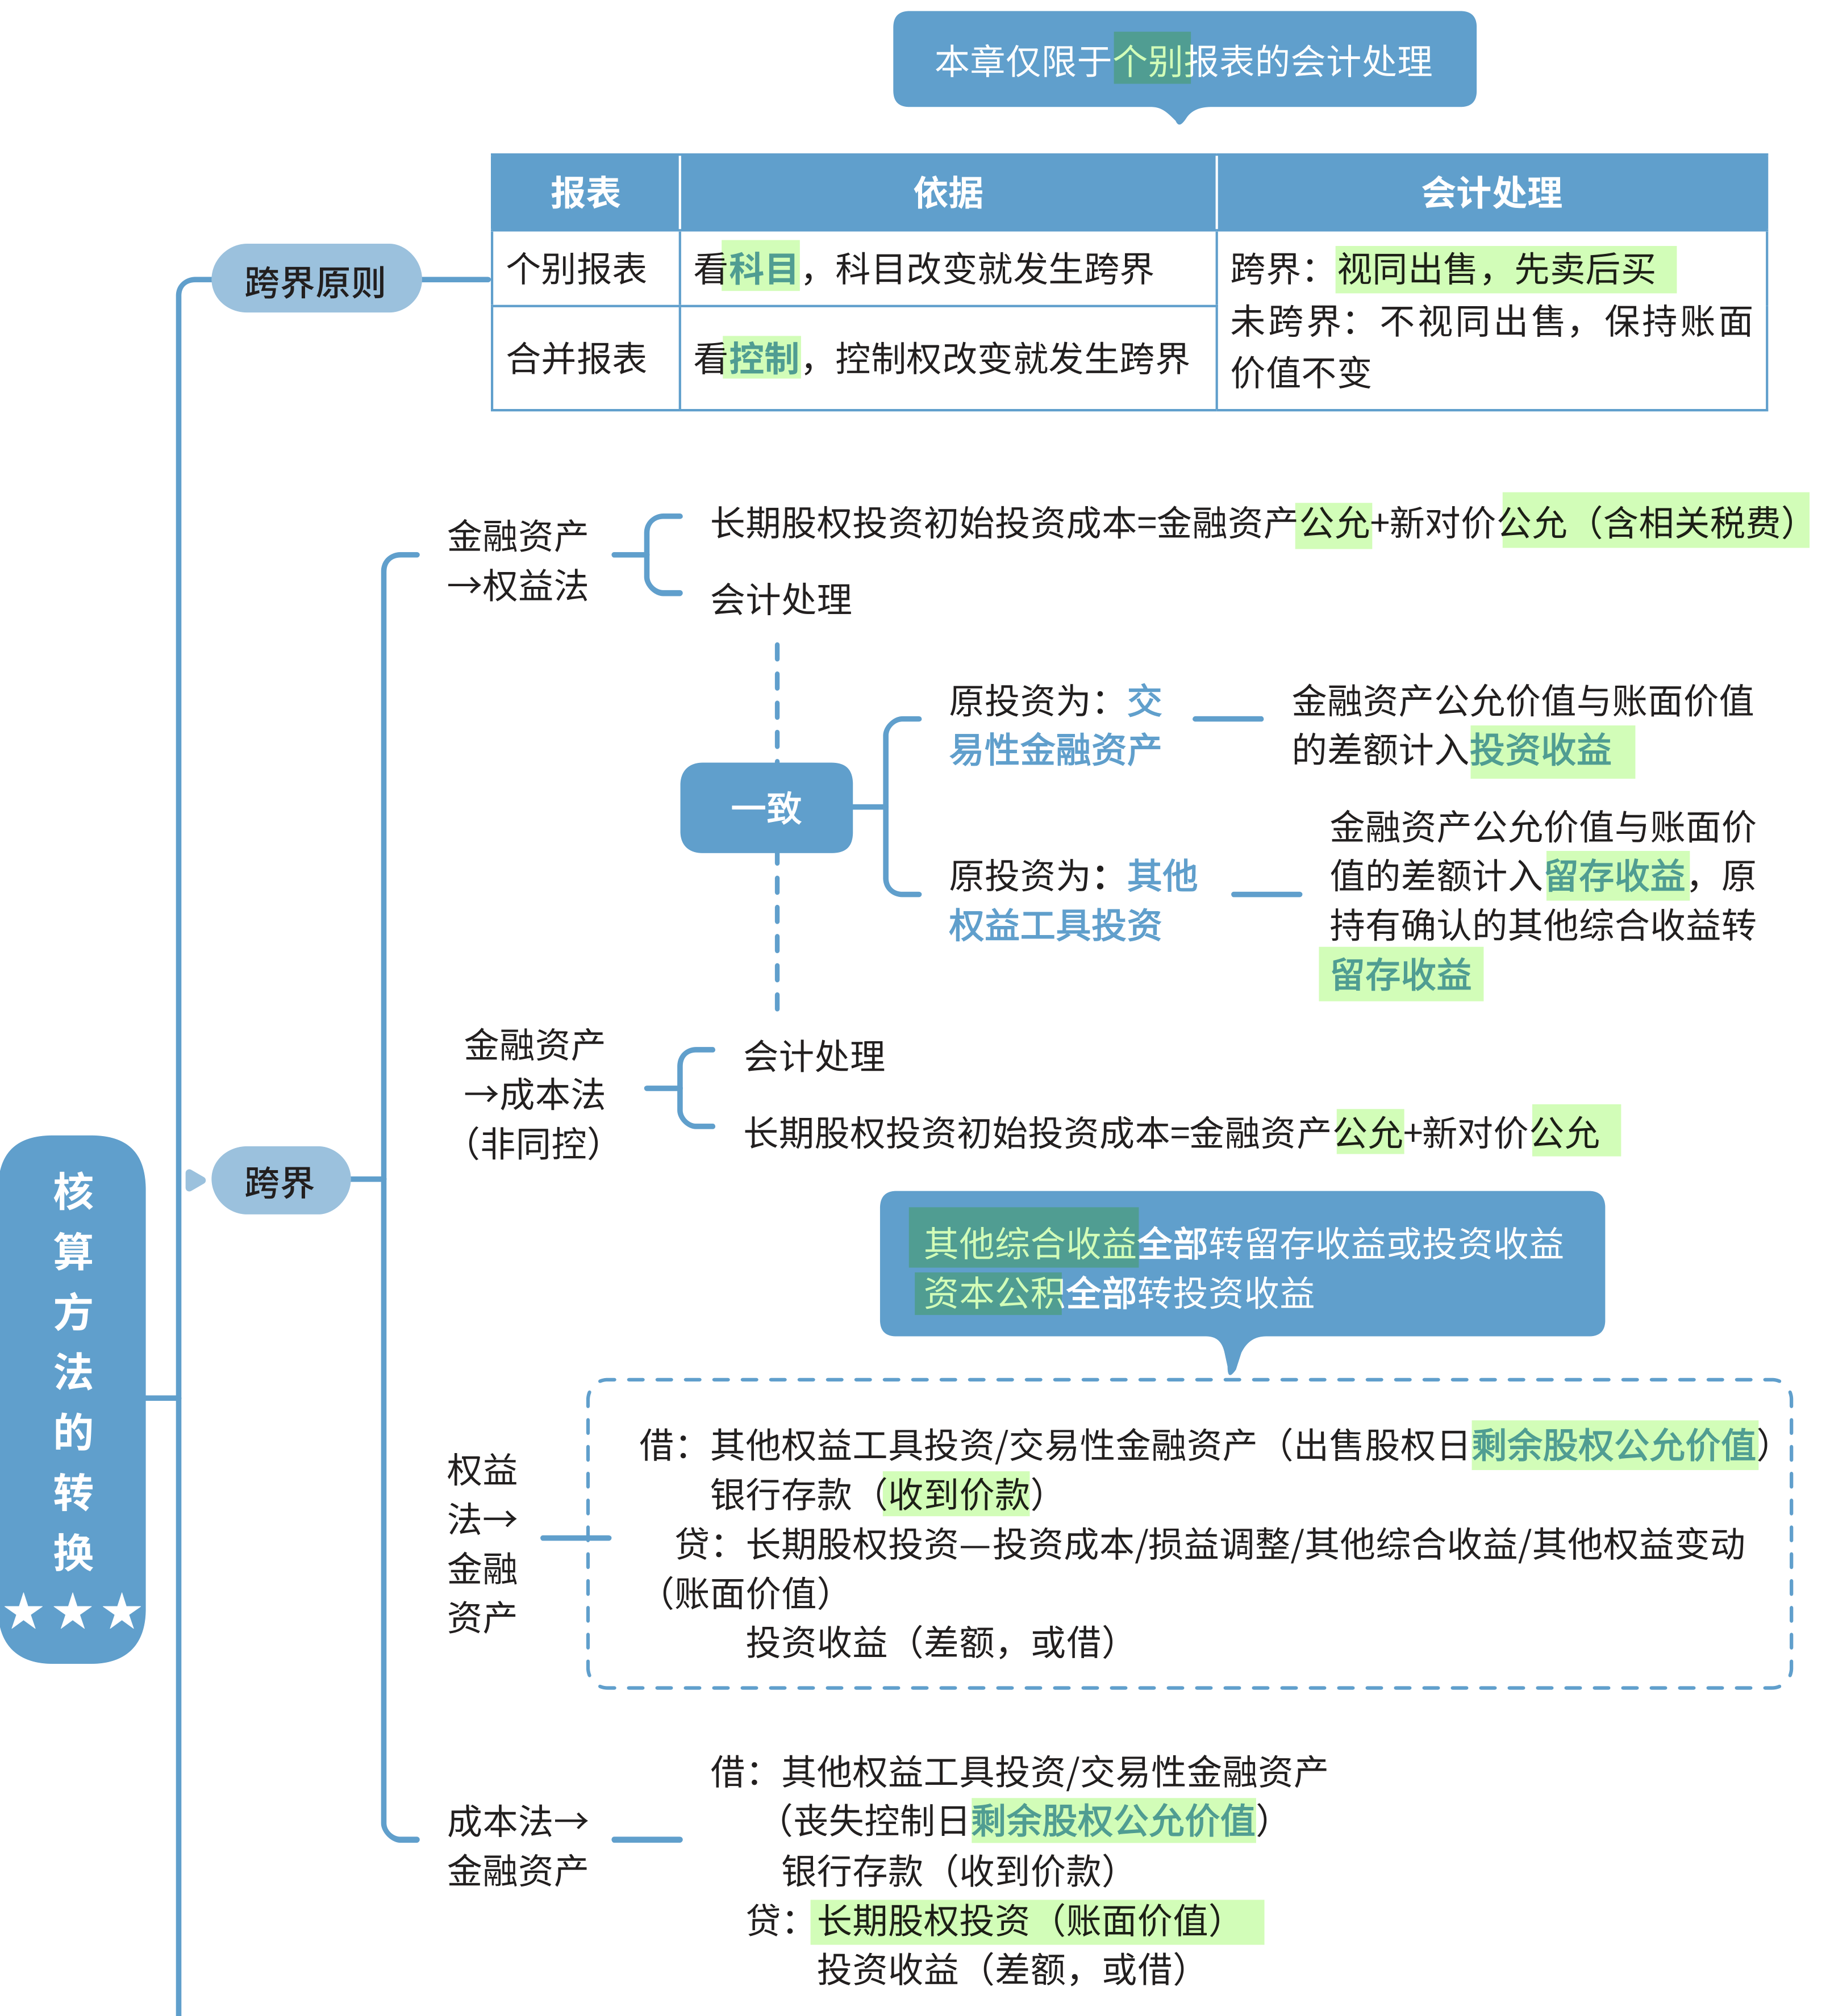 本章仅限于个别报表的会计处理
报表 依据 会计处理
跨界原则
个别报表 看科目，科目改变就发生跨界 跨界：视同出售，先卖后买
未跨界：不视同出售，保持账面
合并报表 看控制，控制权改变就发生跨界
价值不变
金融资产
→权益法
长期股权投资初始投资成本=金融资产公允+新对价公允（含相关税费）
会计处理
原投资为：交
易性金融资产
金融资产公允价值与账面价值
的差额计入投资收益
一致
原投资为：其他
权益工具投资
金融资产公允价值与账面价
值的差额计入留存收益，原
持有确认的其他综合收益转
留存收益
金融资产
→成本法
（非同控）
会计处理
长期股权投资初始投资成本=金融资产公允+新对价公允
核
算
方
法
的
转
换
★★★
跨界
其他综合收益全部转留存收益或投资收益
资本公积全部转投资收益
权益
法→
金融
资产
借：其他权益工具投资/交易性金融资产（出售股权日剩余股权公允价值）
银行存款（收到价款）
贷：长期股权投资—投资成本/损益调整/其他综合收益/其他权益变动
（账面价值）
投资收益（差额，或借）
成本法→
金融资产
借：其他权益工具投资/交易性金融资产
（丧失控制日剩余股权公允价值）
银行存款（收到价款）
贷：长期股权投资（账面价值）
投资收益（差额，或借）